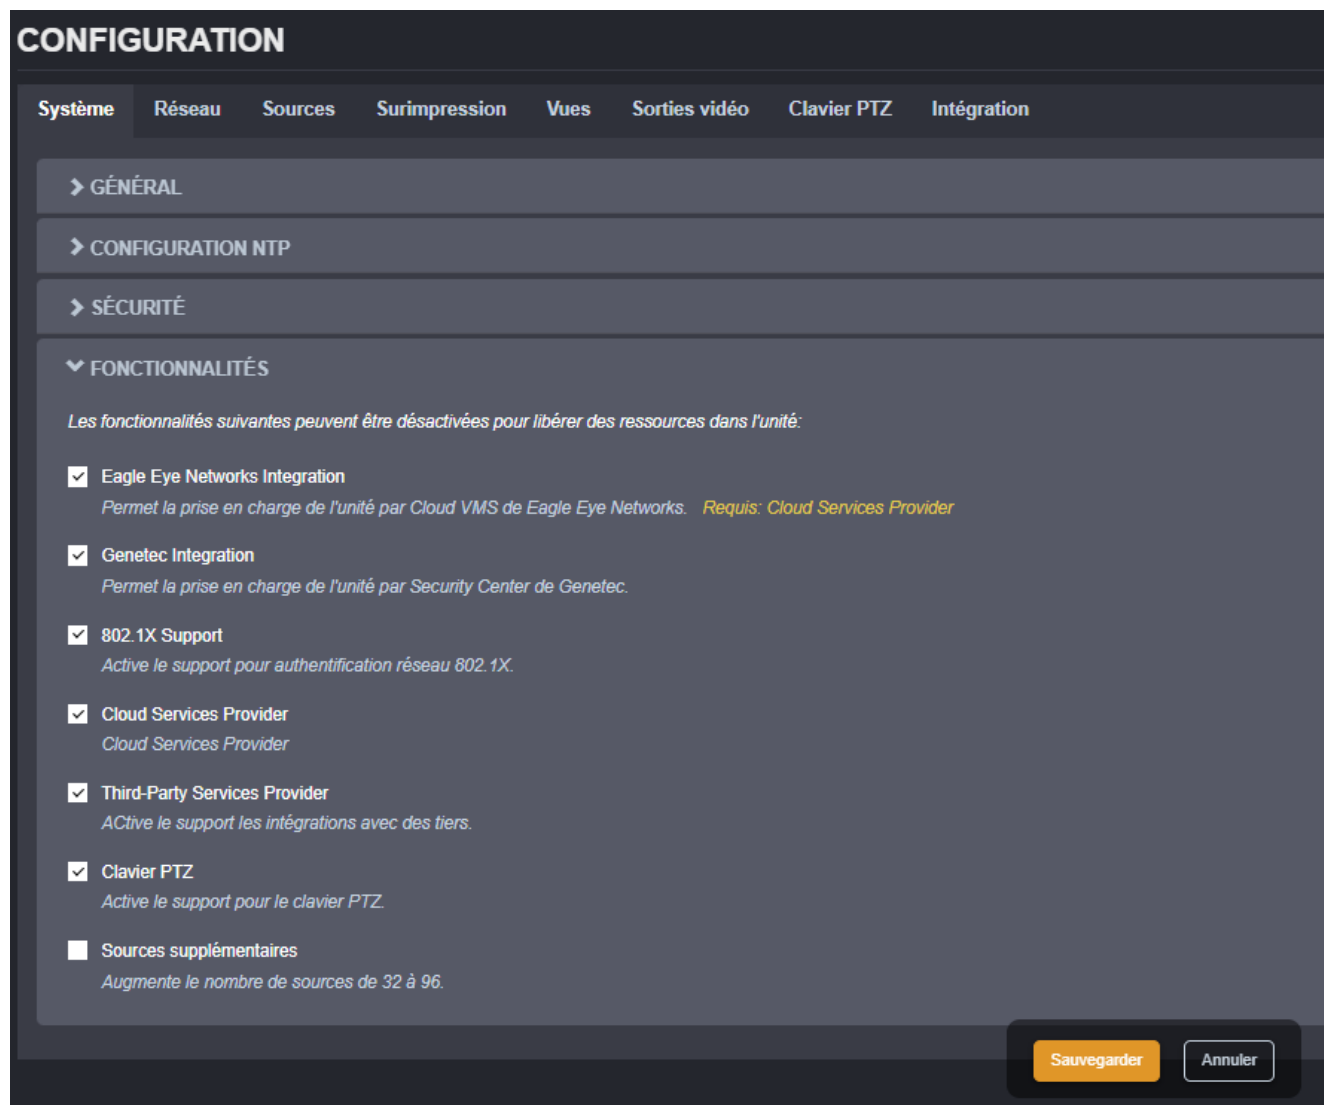 CONFIGURATION
Système Réseau Sources Surimpression Vues Sorties vidéo Clavier PTZ Intégration
GÉNÉRAL
CONFIGURATION NTP
SÉCURITÉ
FONCTIONNALITÉS
Les fonctionnalités suivantes peuvent être désactivées pour libérer des ressources dans l'unité:
Eagle Eye Networks Integration
Permet la prise en charge de l'unité par Cloud VMS de Eagle Eye Networks. Requis: Cloud Services Provider
Genetec Integration
Permet la prise en charge de l'unité par Security Center de Genetec.
802.1X Support
Active le support pour authentification réseau 802.1X.
Cloud Services Provider
Cloud Services Provider
Third-Party Services Provider
ACtive le support les intégrations avec des tiers.
Clavier PTZ
Active le support pour le clavier PTZ.
Sources supplémentaires
Augmente le nombre de sources de 32 à 96.
Sauvegarder Annuler